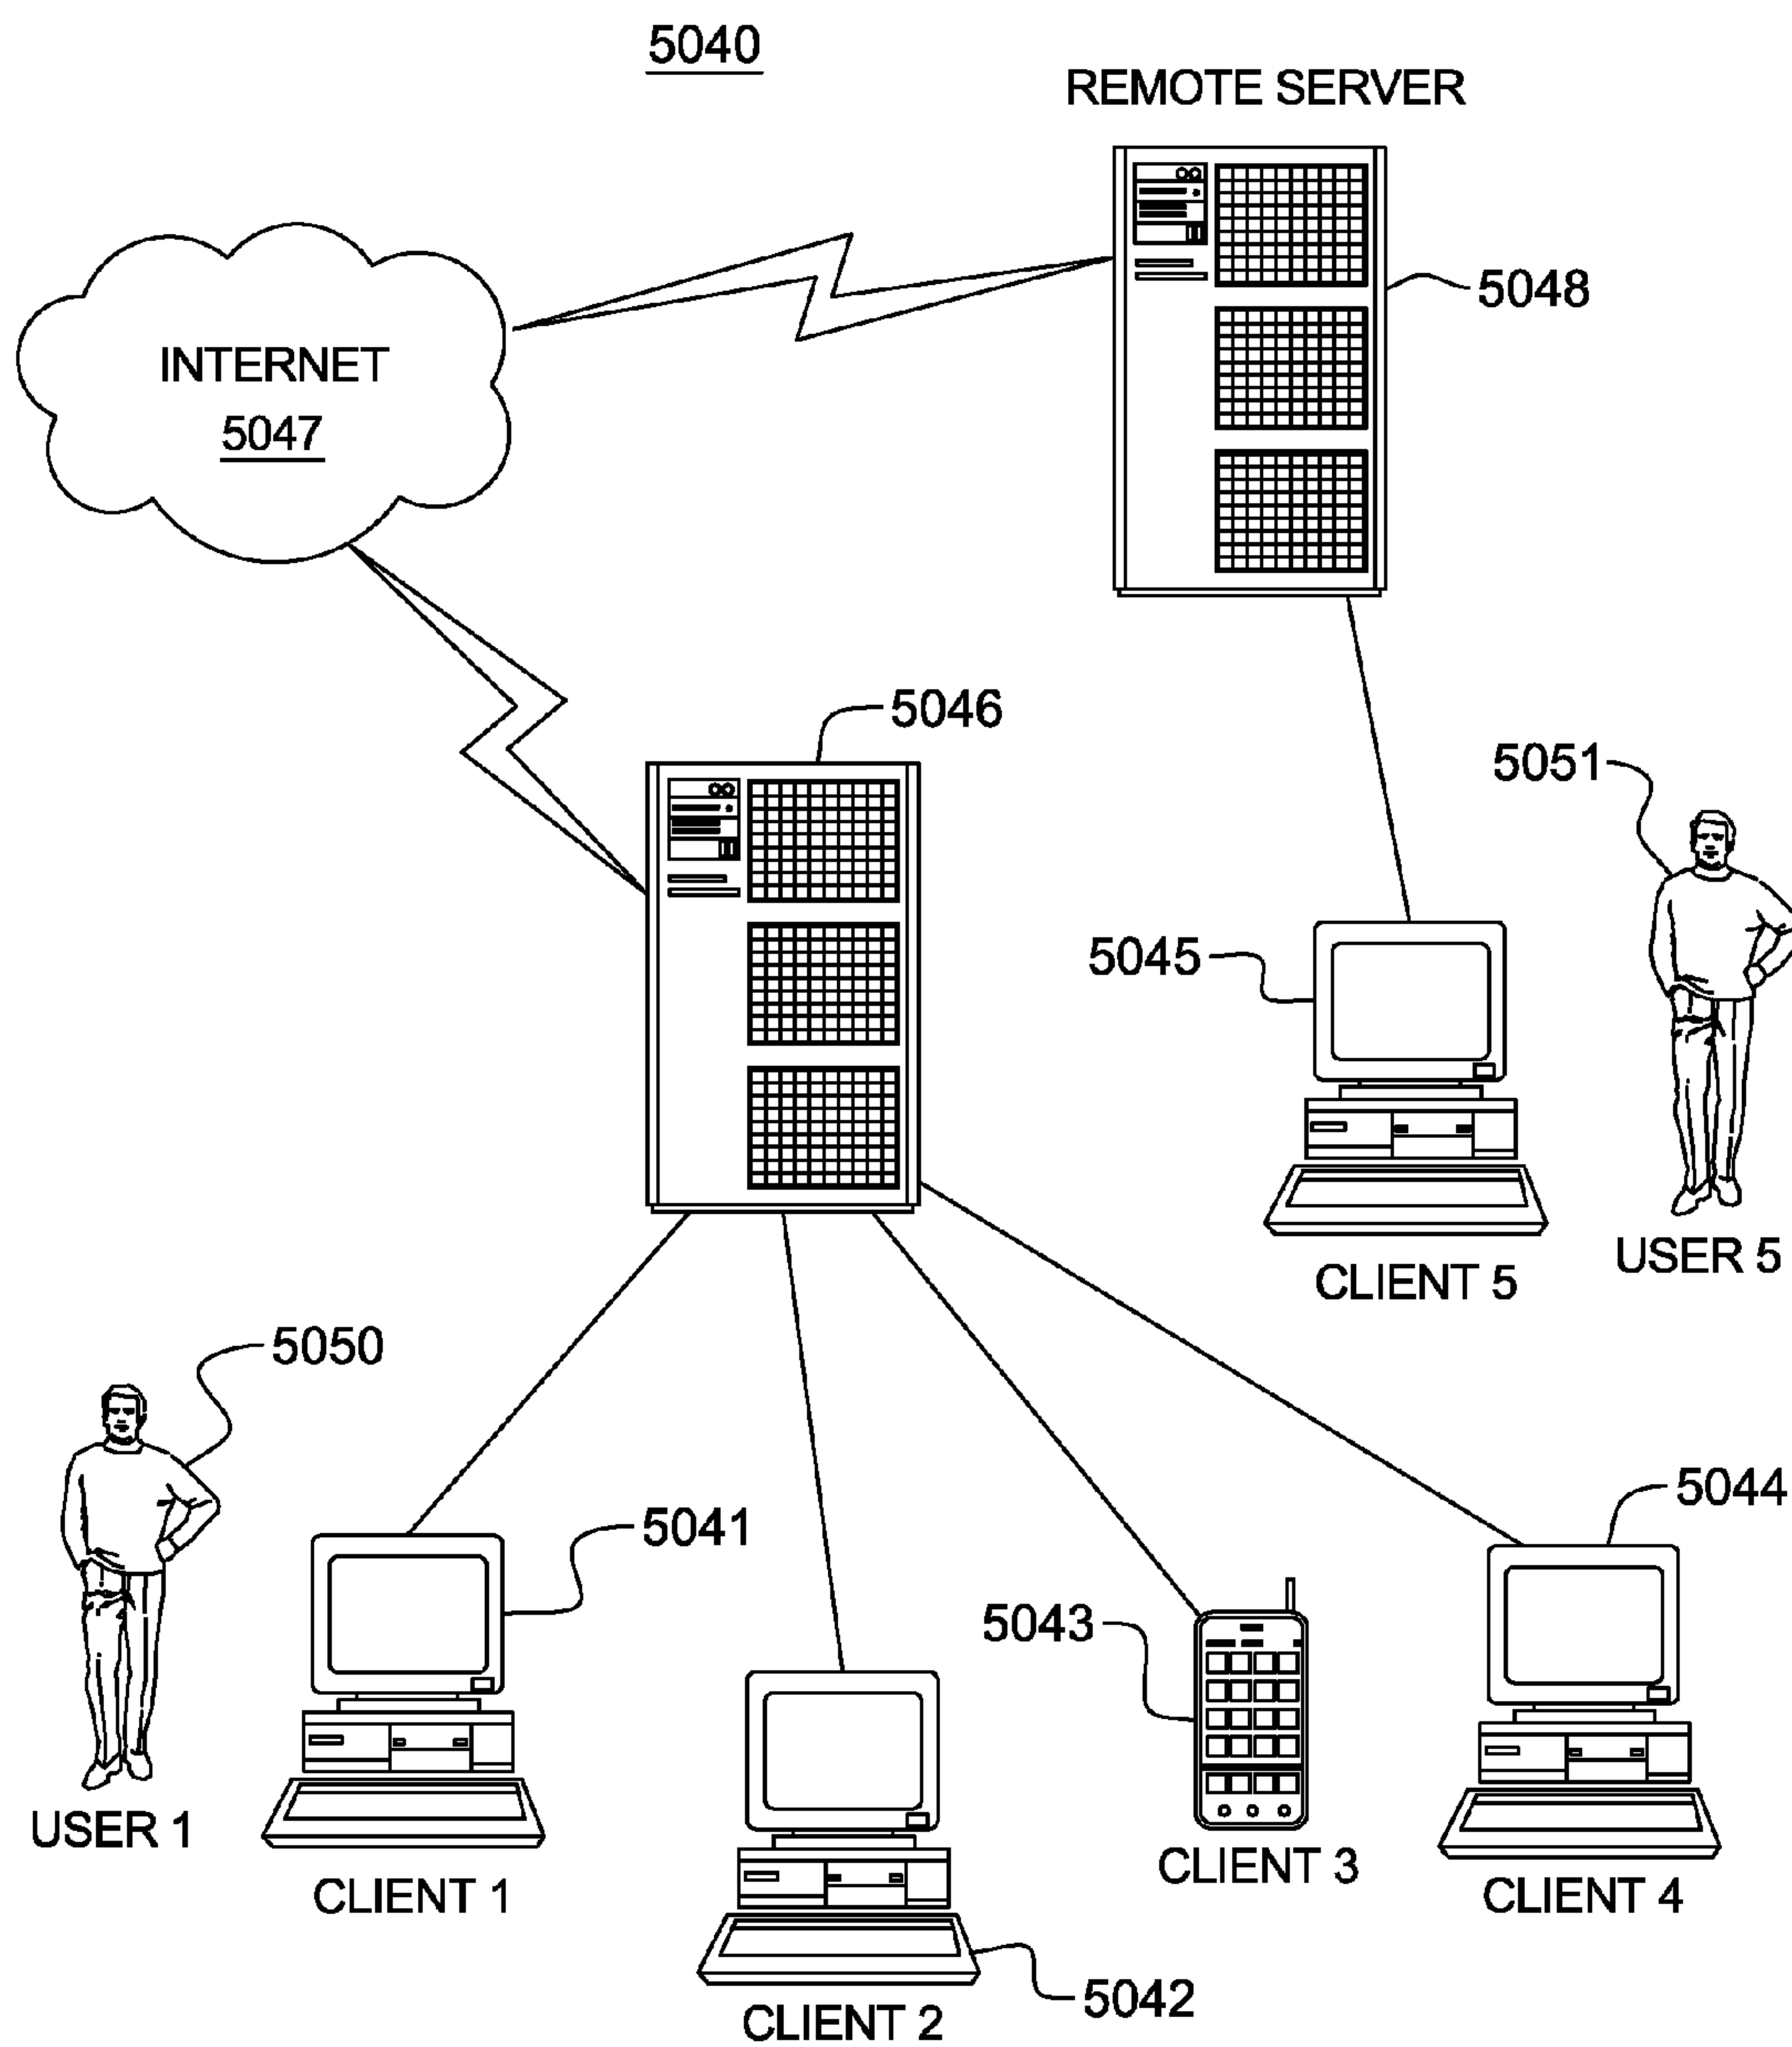 5040
REMOTE SERVER
5048
INTERNET
5047
5046
5051
5045
USER 5
CLIENT 5
5050
5044
5041
5043
USER 1
CLIENT 3
CLIENT 1
CLIENT 4
5042
CLIENT 2